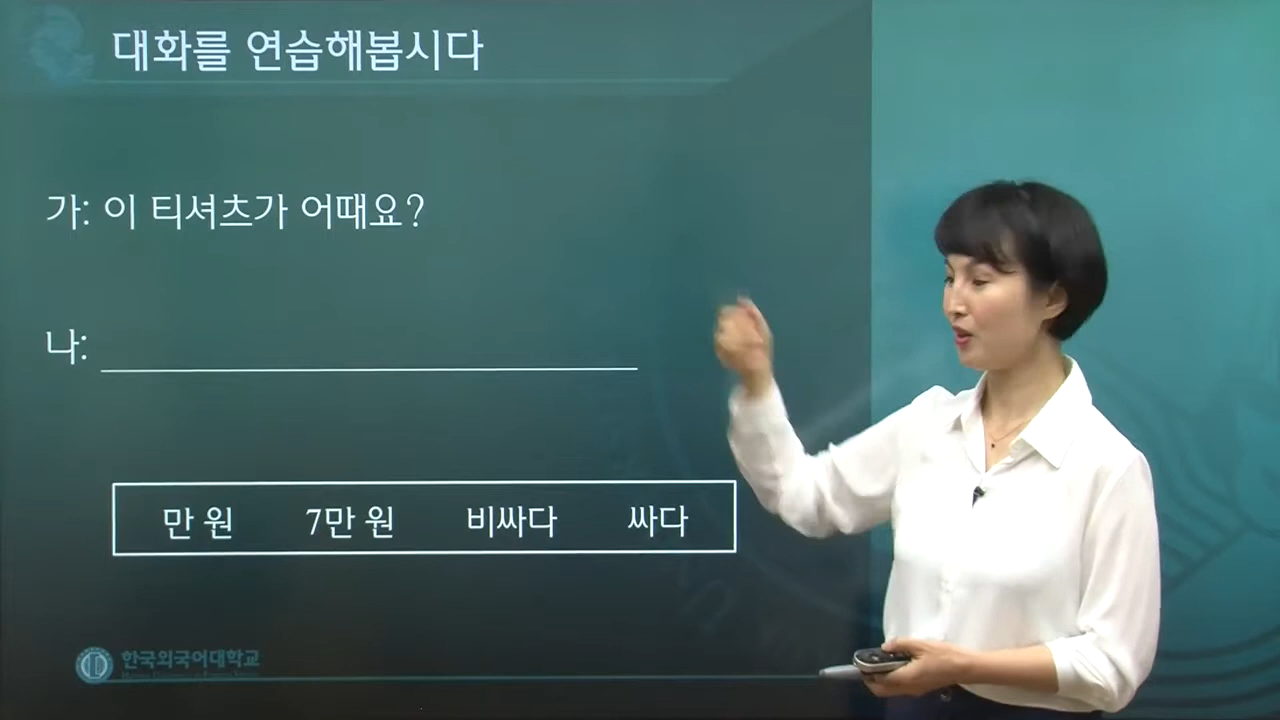 대화를 연습해봅시다
가: 이 티셔츠가 어때요?
나:
만 원 7만 원 비싸다 싸다
한국외국어대학교